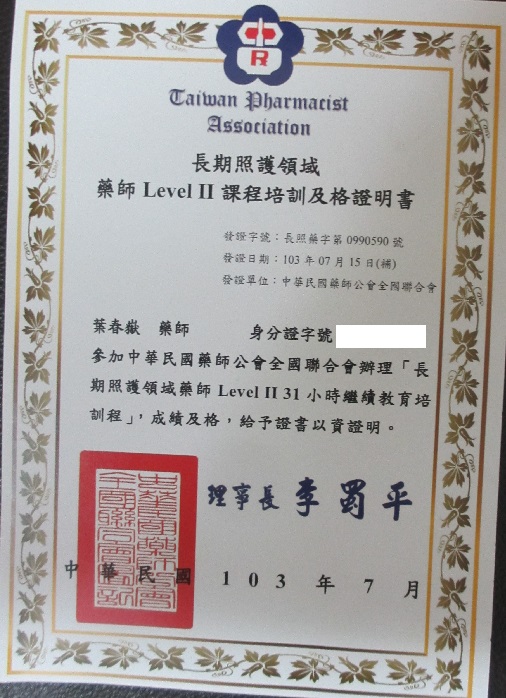 R
Taiwan Pharmacist
Association
長期照護領域
藥師 Level II 課程培訓及格證明書
發證字號：長照藥字第 0990590 號
發證日期：103 年 07 月 15 日(補)
發證單位：中華民國藥師公會全國聯合會
葉春嶽 藥師 身分證字號
參加中華民國藥師公會全國聯合會辦理「長
期照護領域藥師 Level II 31 小時繼續教育培
訓程」，成績及格，給予證書以資證明。
理事長 李蜀平
中華民國 103 年 7 月